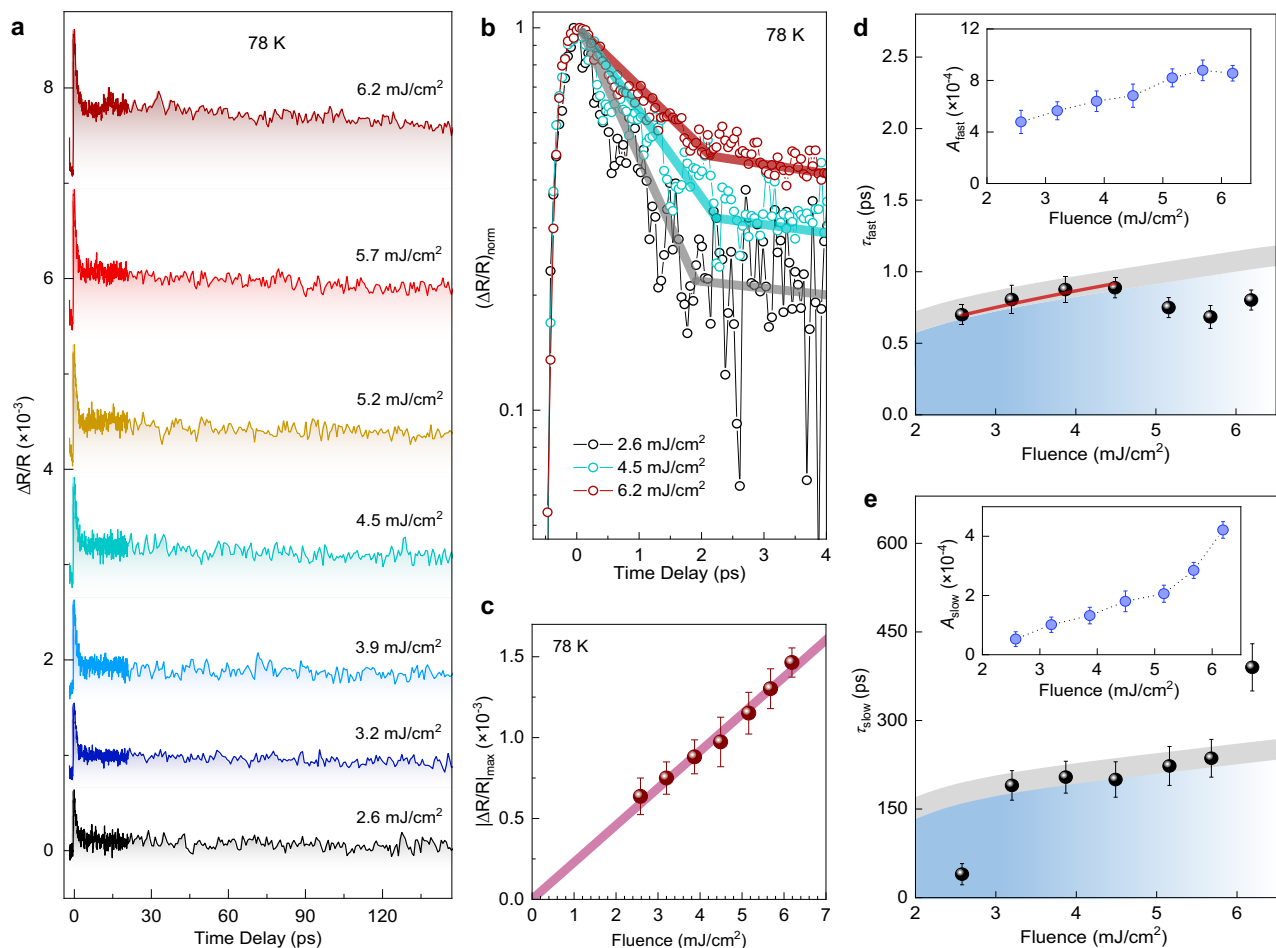 a
78 K
6.2 mJ/cm²
5.7 mJ/cm²
5.2 mJ/cm²
4.5 mJ/cm²
3.9 mJ/cm²
3.2 mJ/cm²
2.6 mJ/cm²
8
6
4
2
0
ΔR/R (×10⁻³)
0 30 60 90 120
Time Delay (ps)
b
78 K
1
0.1
(ΔR/R)norm
2.6 mJ/cm²
4.5 mJ/cm²
6.2 mJ/cm²
0 1 2 3 4
Time Delay (ps)
c
78 K
1.5
1.0
0.5
0.0
|ΔR/R|max (×10⁻³)
0 1 2 3 4 5 6 7
Fluence (mJ/cm²)
d
2.5
2.0
1.5
1.0
0.5
0.0
τfast (ps)
12
8
4
Afast (×10⁻⁴)
2 3 4 5 6
Fluence (mJ/cm²)
2 3 4 5 6
Fluence (mJ/cm²)
e
600
450
300
150
0
τslow (ps)
4
2
0
Aslow (×10⁻⁴)
2 3 4 5 6
Fluence (mJ/cm²)
2 3 4 5 6
Fluence (mJ/cm²)